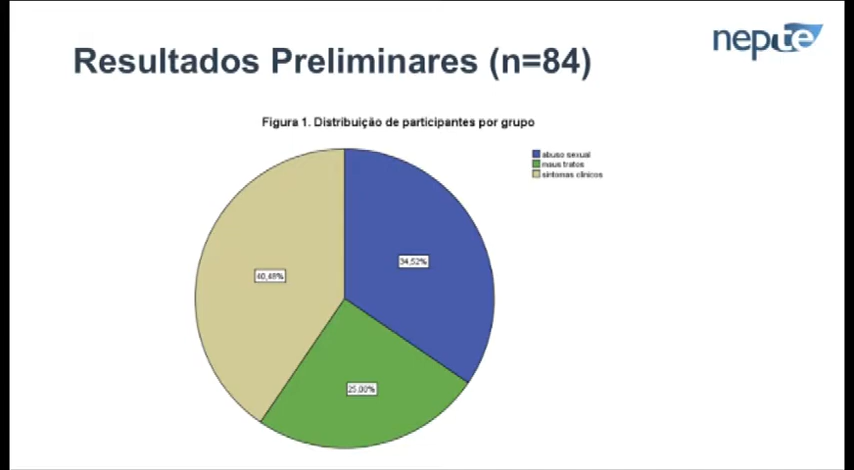 nepte
Resultados Preliminares (n=84)
Figura 1. Distribuição de participantes por grupo
abuso sexual
maus tratos
sintomas clínicos
34,52%
40,48%
25,00%